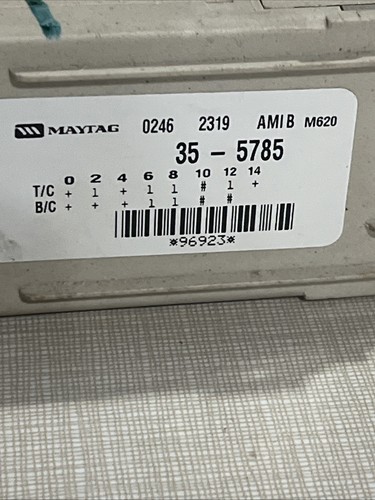 MAYTAG 0246 2319 AMI B M620
35 - 5785
0 2 4 6 8 10 12 14
T/C + 1 + 1 1 # 1 +
B/C + + + 1 1 # #
*96923*